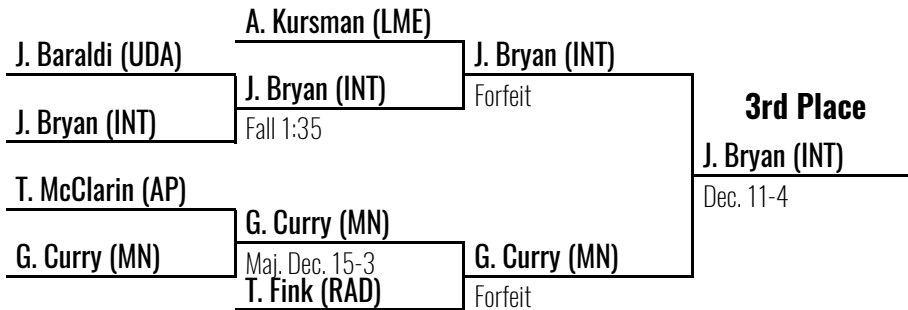 A. Kursman (LME)
J. Baraldi (UDA)
J. Bryan (INT)
J. Bryan (INT)
Forfeit
3rd Place
J. Bryan (INT)
Fall 1:35
J. Bryan (INT)
Dec. 11-4
T. McClarin (AP)
G. Curry (MN)
G. Curry (MN)
Maj. Dec. 15-3
G. Curry (MN)
T. Fink (RAD)
Forfeit